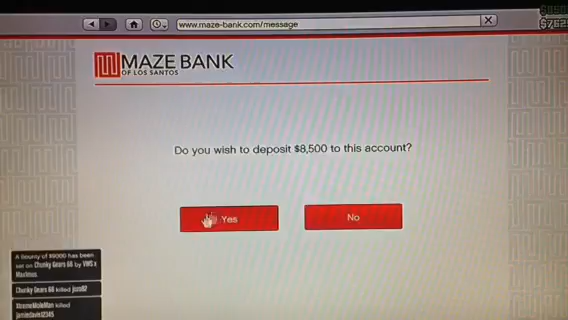 www.maze-bank.com/message
MAZE BANK
OF LOS SANTOS
Do you wish to deposit $8,500 to this account?
Yes
No
A bounty of $9000 has been
set on Chunky Gears 66 by
Maximus.
Chunky Gears 66 killed
XtremeMoleMan killed